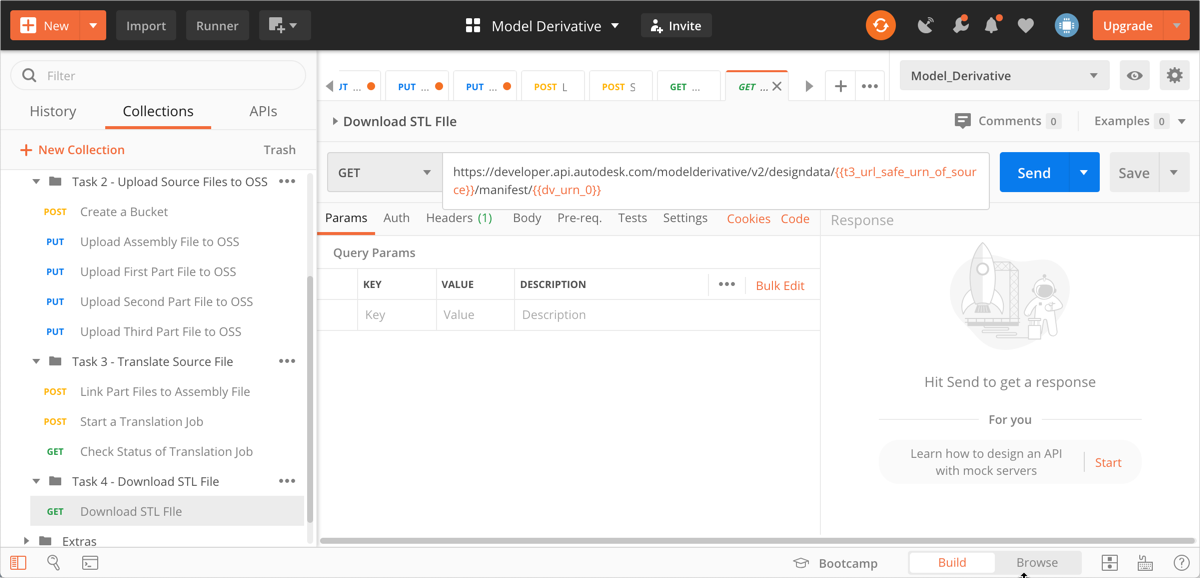 New Import Runner Model Derivative Invite Upgrade
Filter
History Collections APIs
New Collection Trash
Task 2 - Upload Source Files to OSS
POST Create a Bucket
PUT Upload Assembly File to OSS
PUT Upload First Part File to OSS
PUT Upload Second Part File to OSS
PUT Upload Third Part File to OSS
Task 3 - Translate Source File
POST Link Part Files to Assembly File
POST Start a Translation Job
GET Check Status of Translation Job
Task 4 - Download STL File
GET Download STL FIle
Extras
UT ... PUT ... PUT ... POST L POST S GET ... GET ...
Model_Derivative
Download STL FIle
Comments 0 Examples 0
GET
https://developer.api.autodesk.com/modelderivative/v2/designdata/{{t3_url_safe_urn_of_sour
ce}}/manifest/{{dv_urn_0}}
Send Save
Params Auth Headers (1) Body Pre-req. Tests Settings Cookies Code
Query Params
KEY VALUE DESCRIPTION ••• Bulk Edit
Key Value Description
Response
Hit Send to get a response
For you
Learn how to design an API
with mock servers
Start
Bootcamp Build Browse